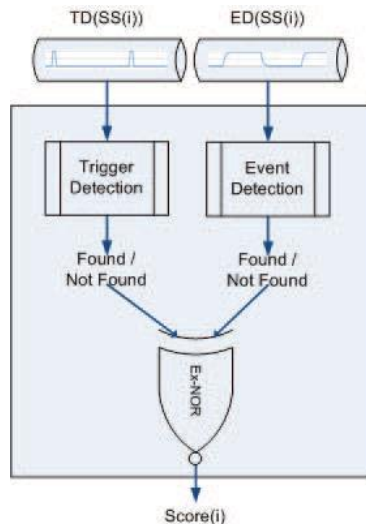 TD(SS(i))
ED(SS(i))
Trigger
Detection
Event
Detection
Found /
Not Found
Found /
Not Found
Ex-NOR
Score(i)